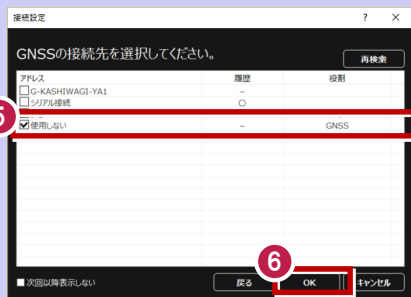 接続設定 ? ×
GNSSの接続先を選択してください。
再検索
アドレス 履歴 役割
G-KASHIWAGI-YA1 –
シリアル接続 ○
5
使用しない – GNSS
6
次回以降表示しない 戻る OK キャンセル